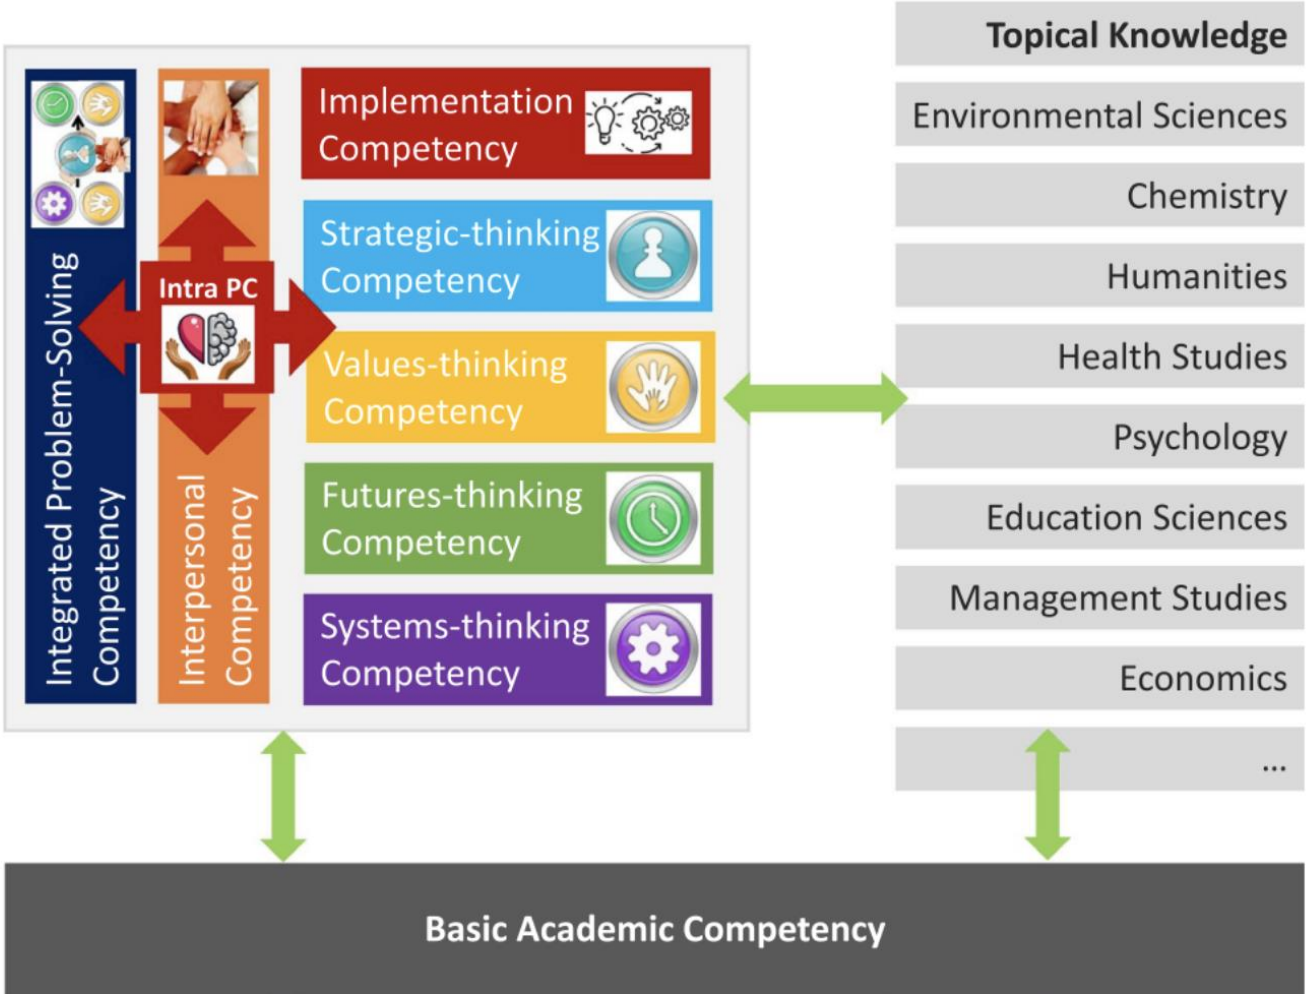 Integrated Problem-Solving
Competency
Interpersonal
Competency
Intra PC
Implementation
Competency
Strategic-thinking
Competency
Values-thinking
Competency
Futures-thinking
Competency
Systems-thinking
Competency
Topical Knowledge
Environmental Sciences
Chemistry
Humanities
Health Studies
Psychology
Education Sciences
Management Studies
Economics
...
Basic Academic Competency